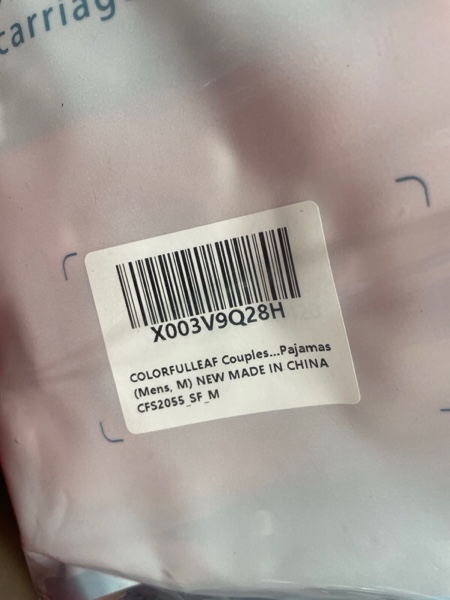 carriag
X003V9Q28H
COLORFULLEAF Couples...Pajamas
(Mens, M) NEW MADE IN CHINA
CFS2055_SF_M